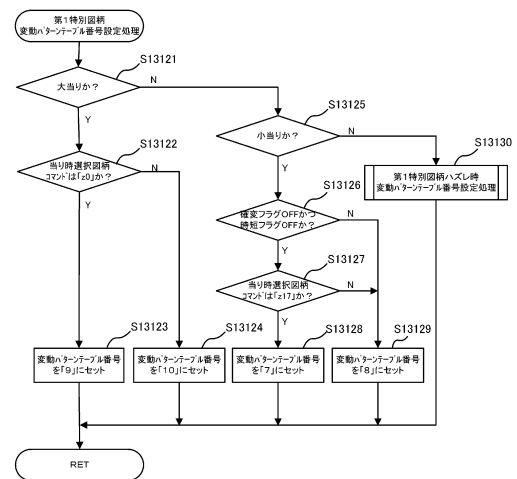 第1特別図柄
変動パターンテーブル番号設定処理
S13121
大当りか?
N
Y
S13125
小当りか?
N
Y
S13122
当り時選択図柄
コマンドは「z0」か?
N
Y
S13130
第1特別図柄ハズレ時
変動パターンテーブル番号設定処理
S13126
確変フラグOFFかつ
時短フラグOFFか?
N
Y
S13127
当り時選択図柄
コマンドは「z17」か?
N
Y
S13123
変動パターンテーブル番号
を「9」にセット
S13124
変動パターンテーブル番号
を「10」にセット
S13128
変動パターンテーブル番号
を「7」にセット
S13129
変動パターンテーブル番号
を「8」にセット
RET